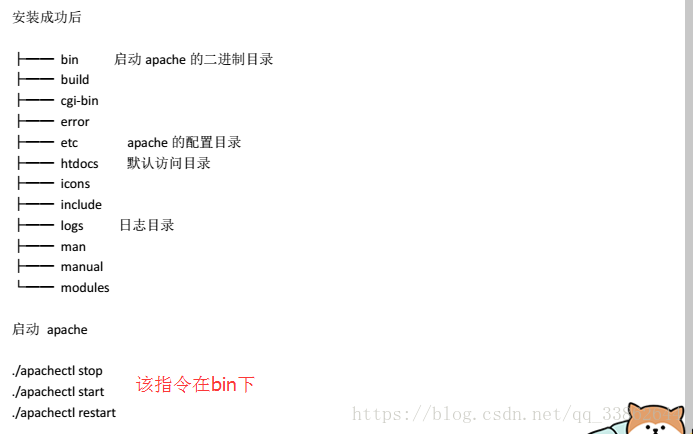 安装成功后
├── bin 启动 apache 的二进制目录
├── build
├── cgi-bin
├── error
├── etc apache 的配置目录
├── htdocs 默认访问目录
├── icons
├── include
├── logs 日志目录
├── man
├── manual
└── modules
启动 apache
./apachectl stop
./apachectl start 该指令在bin下
./apachectl restart
https://blog.csdn.net/qq_338